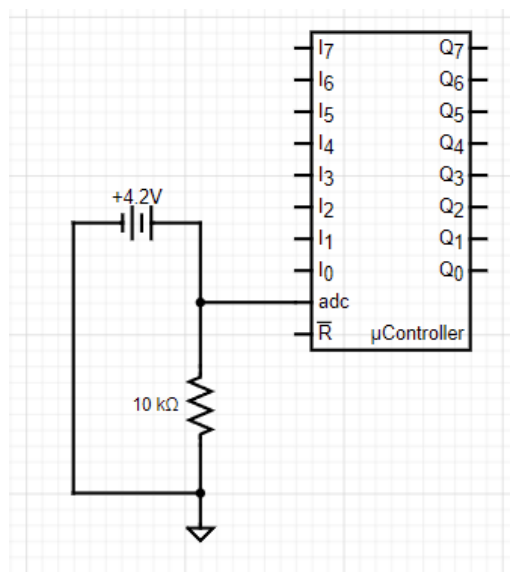 I7 Q7
I6 Q6
I5 Q5
I4 Q4
I3 Q3
+4.2V
I2 Q2
I1 Q1
I0 Q0
adc
R̅ µController
10 kΩ